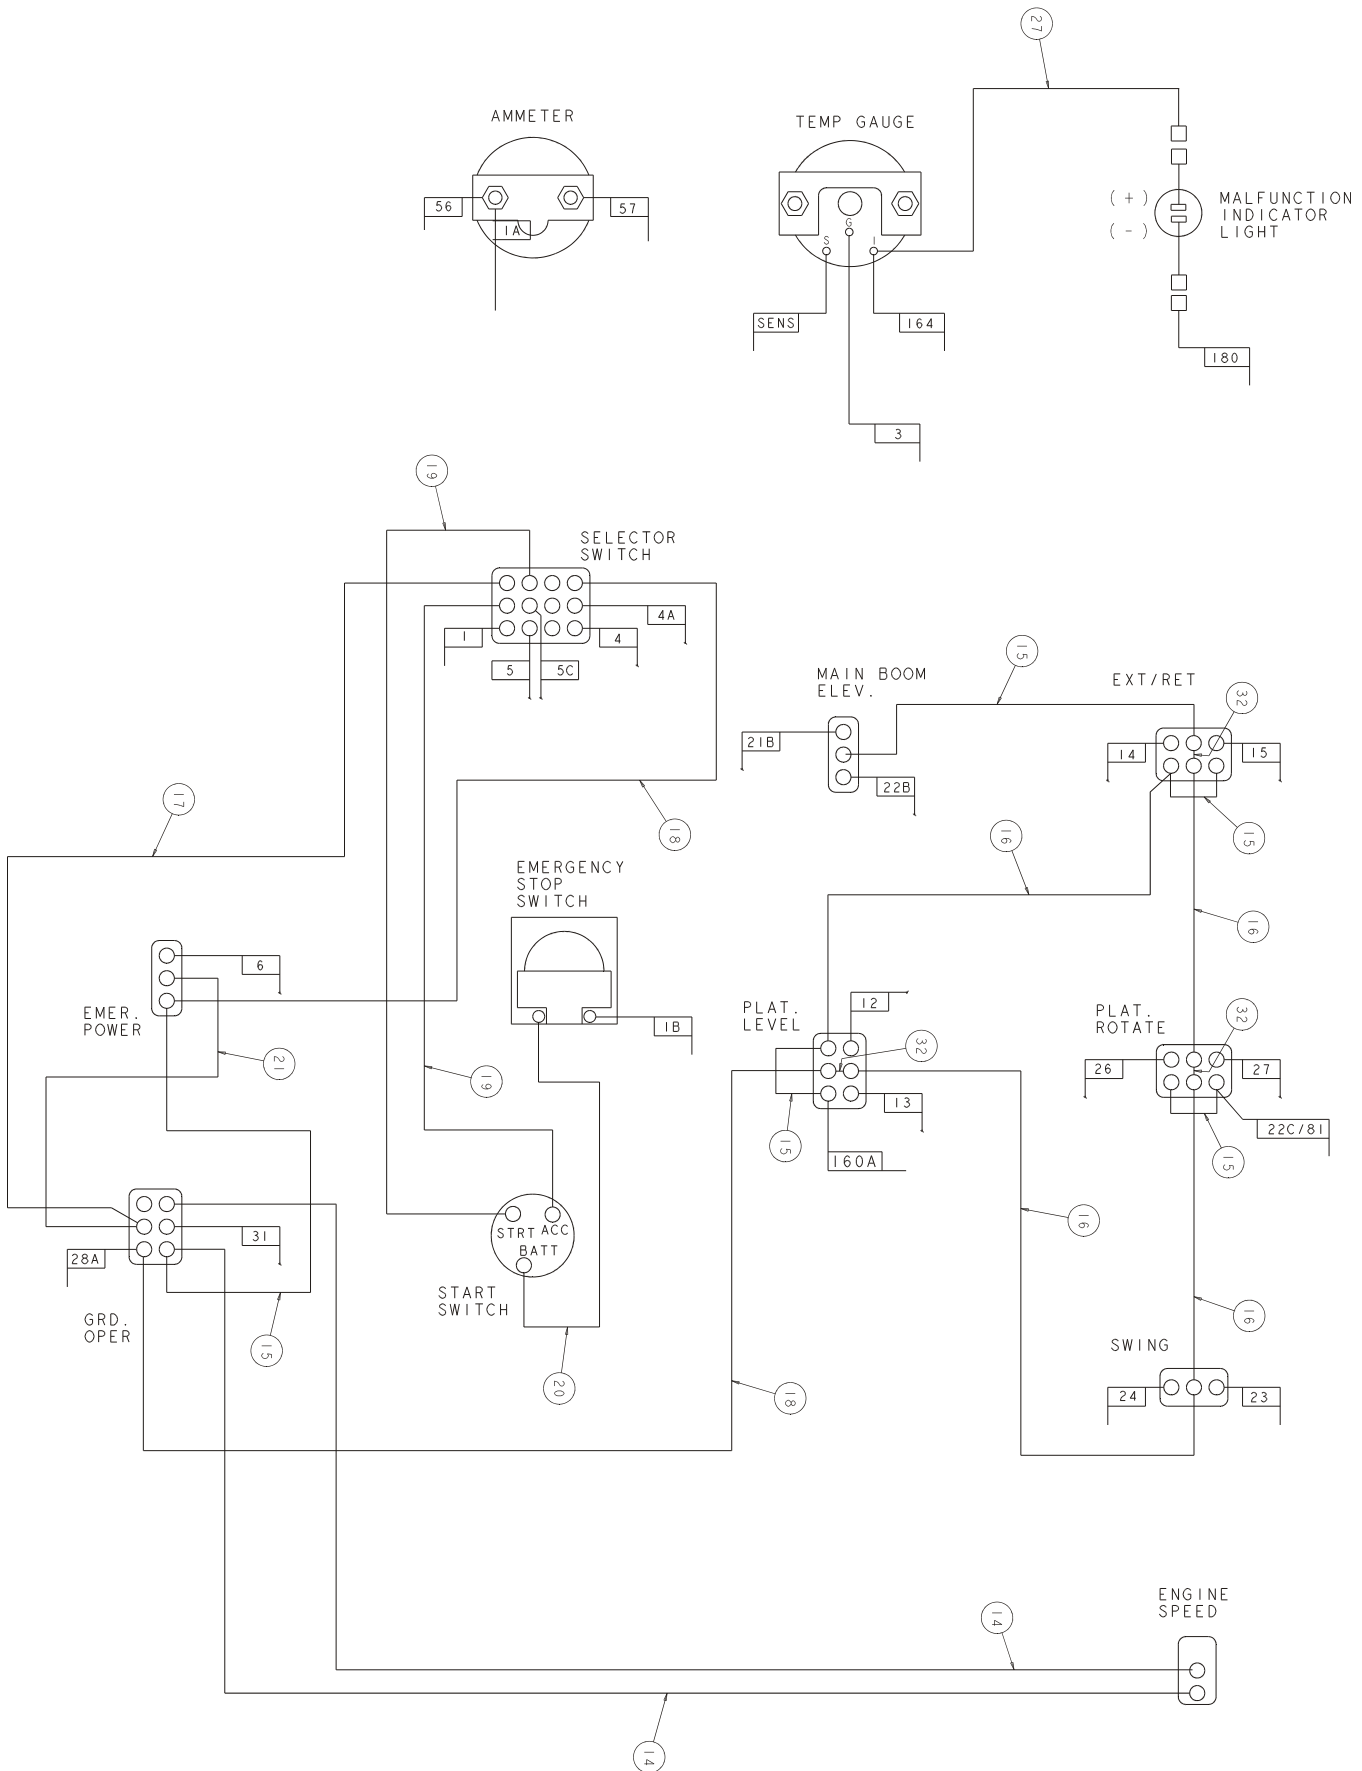 27
AMMETER
TEMP GAUGE
(+)
(-)
MALFUNCTION
INDICATOR
LIGHT
56
57
1A
G
S
I
SENS
164
180
3
19
SELECTOR
SWITCH
4A
1
4
5
5C
15
MAIN BOOM
ELEV.
EXT/RET
32
21B
14
15
22B
17
18
16
15
EMERGENCY
STOP
SWITCH
16
6
12
EMER.
POWER
1B
PLAT.
LEVEL
PLAT.
ROTATE
32
32
21
19
26
27
13
15
22C/81
160A
15
16
STRT
ACC
BATT
31
28A
START
SWITCH
GRD.
OPER
15
20
18
16
SWING
24
23
ENGINE
SPEED
14
14